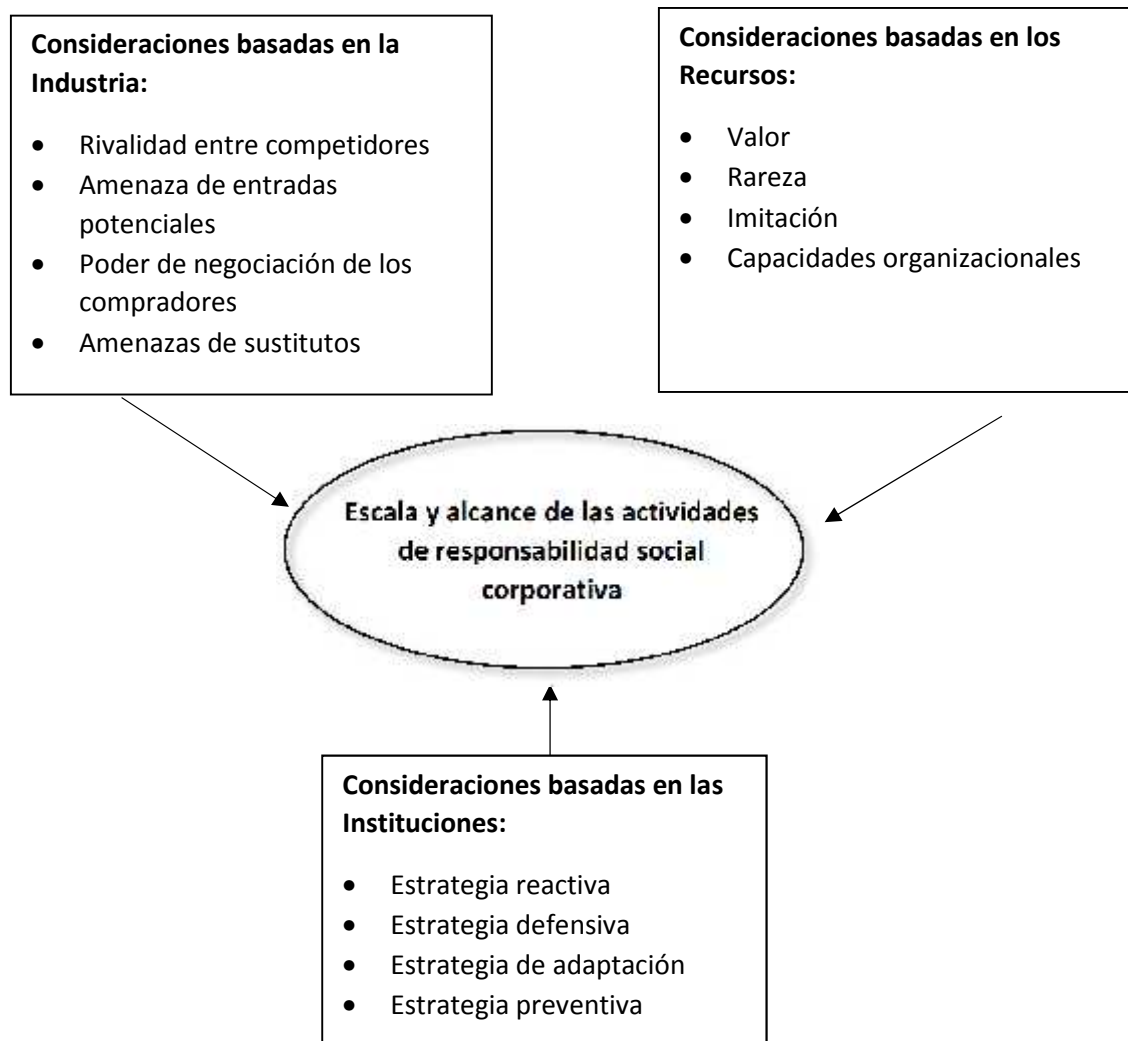 Consideraciones basadas en la
Industria:
• Rivalidad entre competidores
• Amenaza de entradas
potenciales
• Poder de negociación de los
compradores
• Amenazas de sustitutos
Consideraciones basadas en los
Recursos:
• Valor
• Rareza
• Imitación
• Capacidades organizacionales
Escala y alcance de las actividades
de responsabilidad social
corporativa
Consideraciones basadas en las
Instituciones:
• Estrategia reactiva
• Estrategia defensiva
• Estrategia de adaptación
• Estrategia preventiva